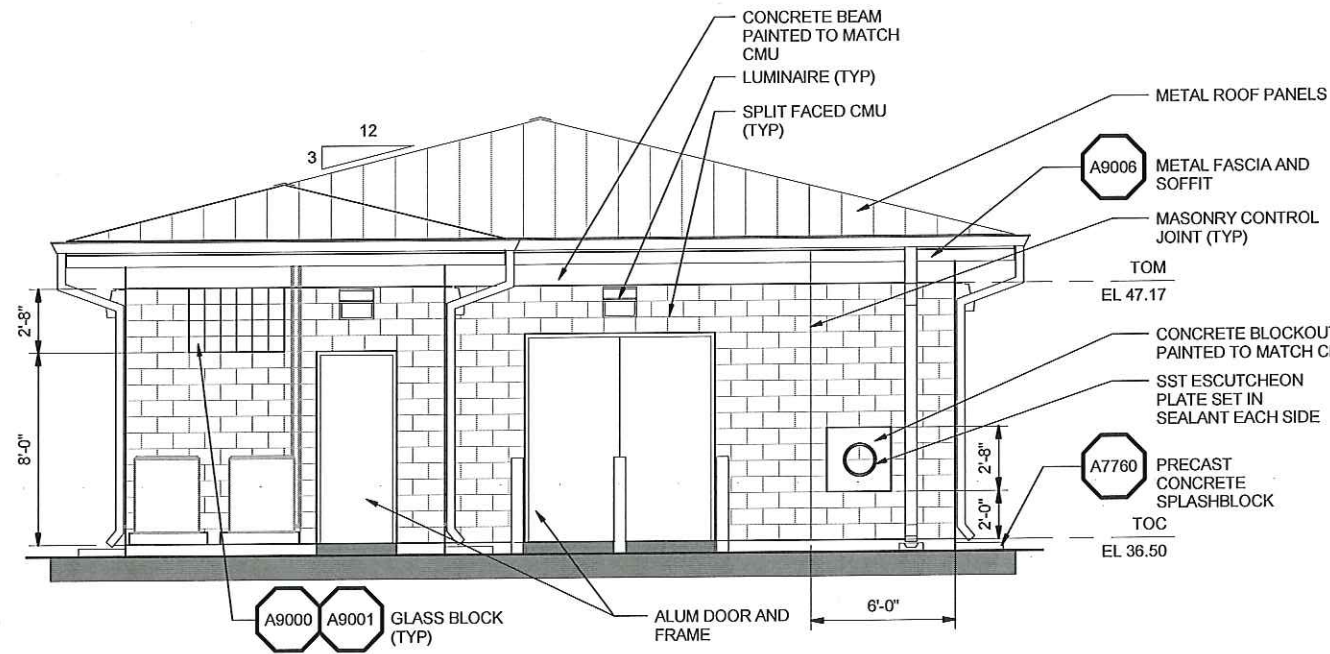 CONCRETE BEAM
PAINTED TO MATCH
CMU
LUMINAIRE (TYP)
SPLIT FACED CMU
(TYP)
METAL ROOF PANELS
12
3
A9006
METAL FASCIA AND
SOFFIT
MASONRY CONTROL
JOINT (TYP)
TOM
EL 47.17
2'-8"
8'-0"
CONCRETE BLOCKOUT
PAINTED TO MATCH C
SST ESCUTCHEON
PLATE SET IN
SEALANT EACH SIDE
2'-8"
2'-0"
A7760
PRECAST
CONCRETE
SPLASHBLOCK
TOC
EL 36.50
A9000
A9001
GLASS BLOCK
(TYP)
ALUM DOOR AND
FRAME
6'-0"